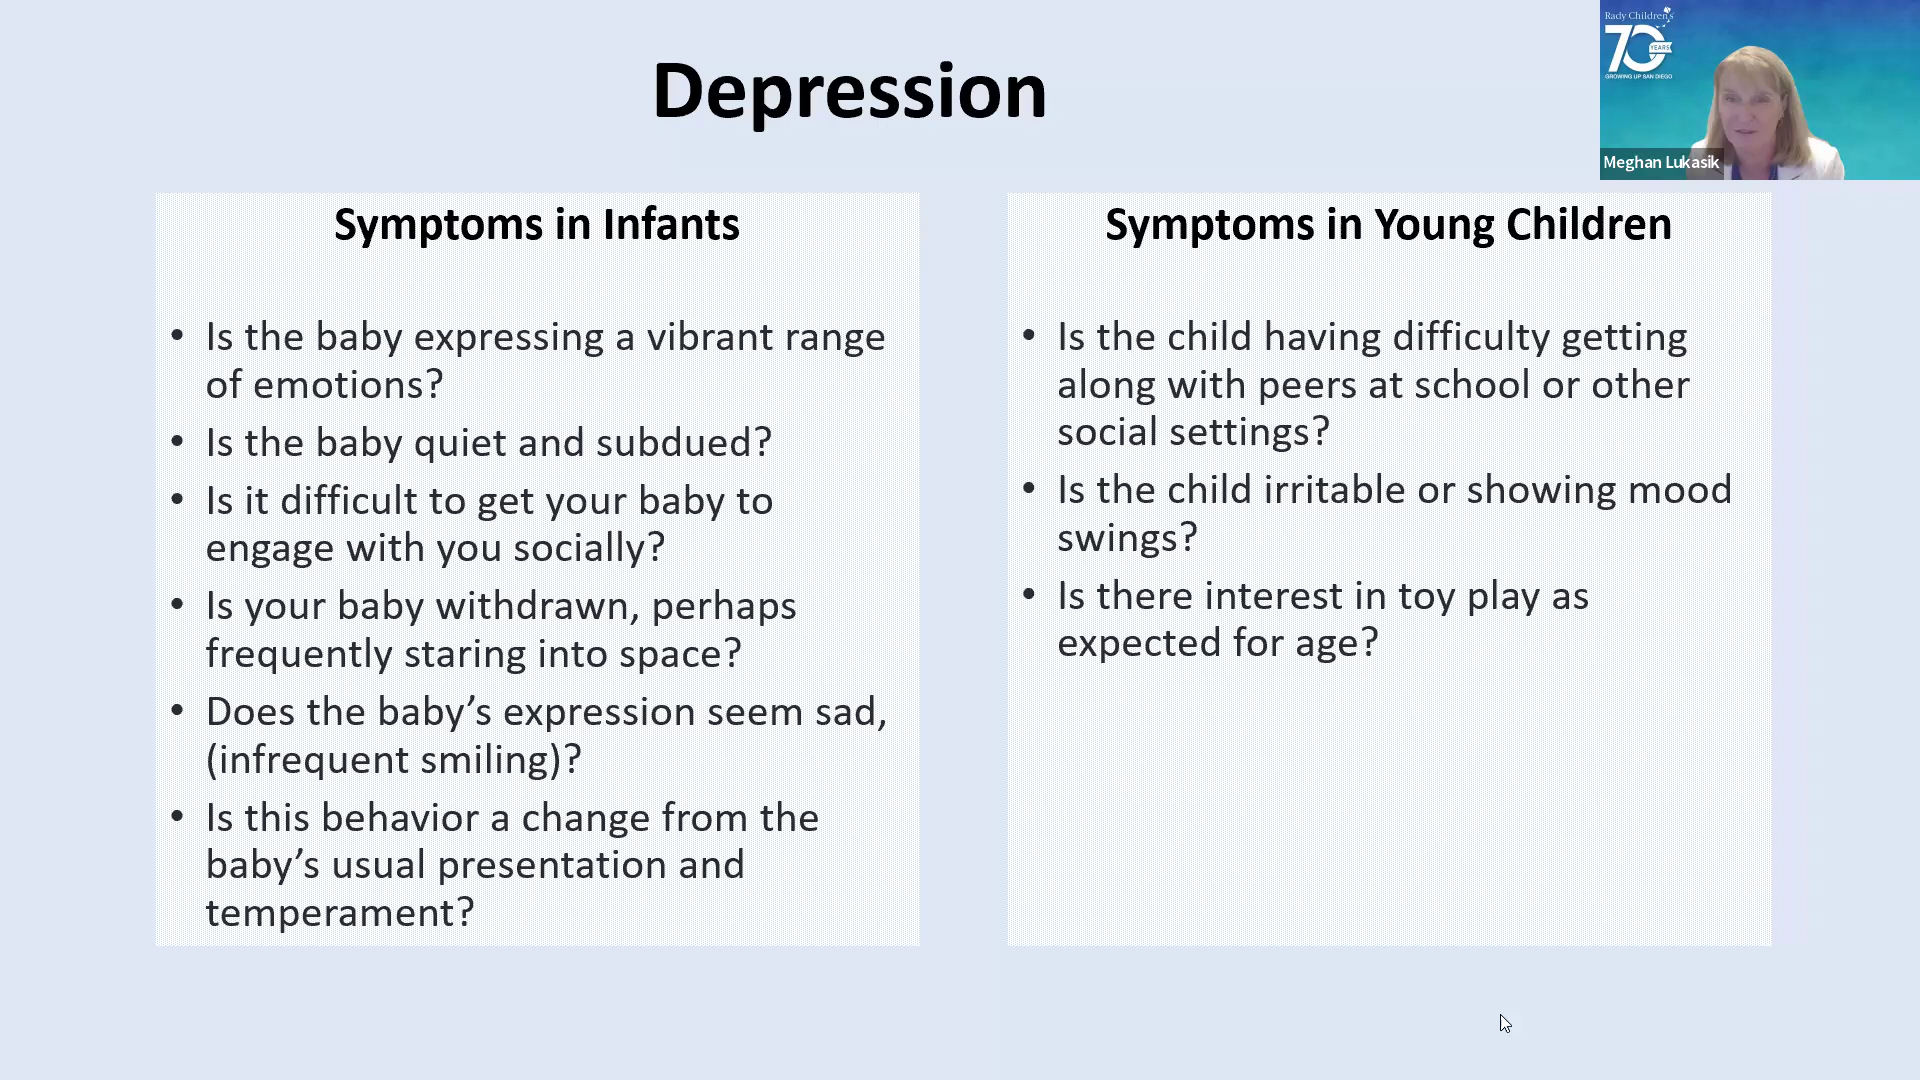 Depression
Rady Children's
70
YEARS
GROWING UP SAN DIEGO
Meghan Lukasik
Symptoms in Infants
• Is the baby expressing a vibrant range
of emotions?
• Is the baby quiet and subdued?
• Is it difficult to get your baby to
engage with you socially?
• Is your baby withdrawn, perhaps
frequently staring into space?
• Does the baby’s expression seem sad,
(infrequent smiling)?
• Is this behavior a change from the
baby’s usual presentation and
temperament?
Symptoms in Young Children
• Is the child having difficulty getting
along with peers at school or other
social settings?
• Is the child irritable or showing mood
swings?
• Is there interest in toy play as
expected for age?